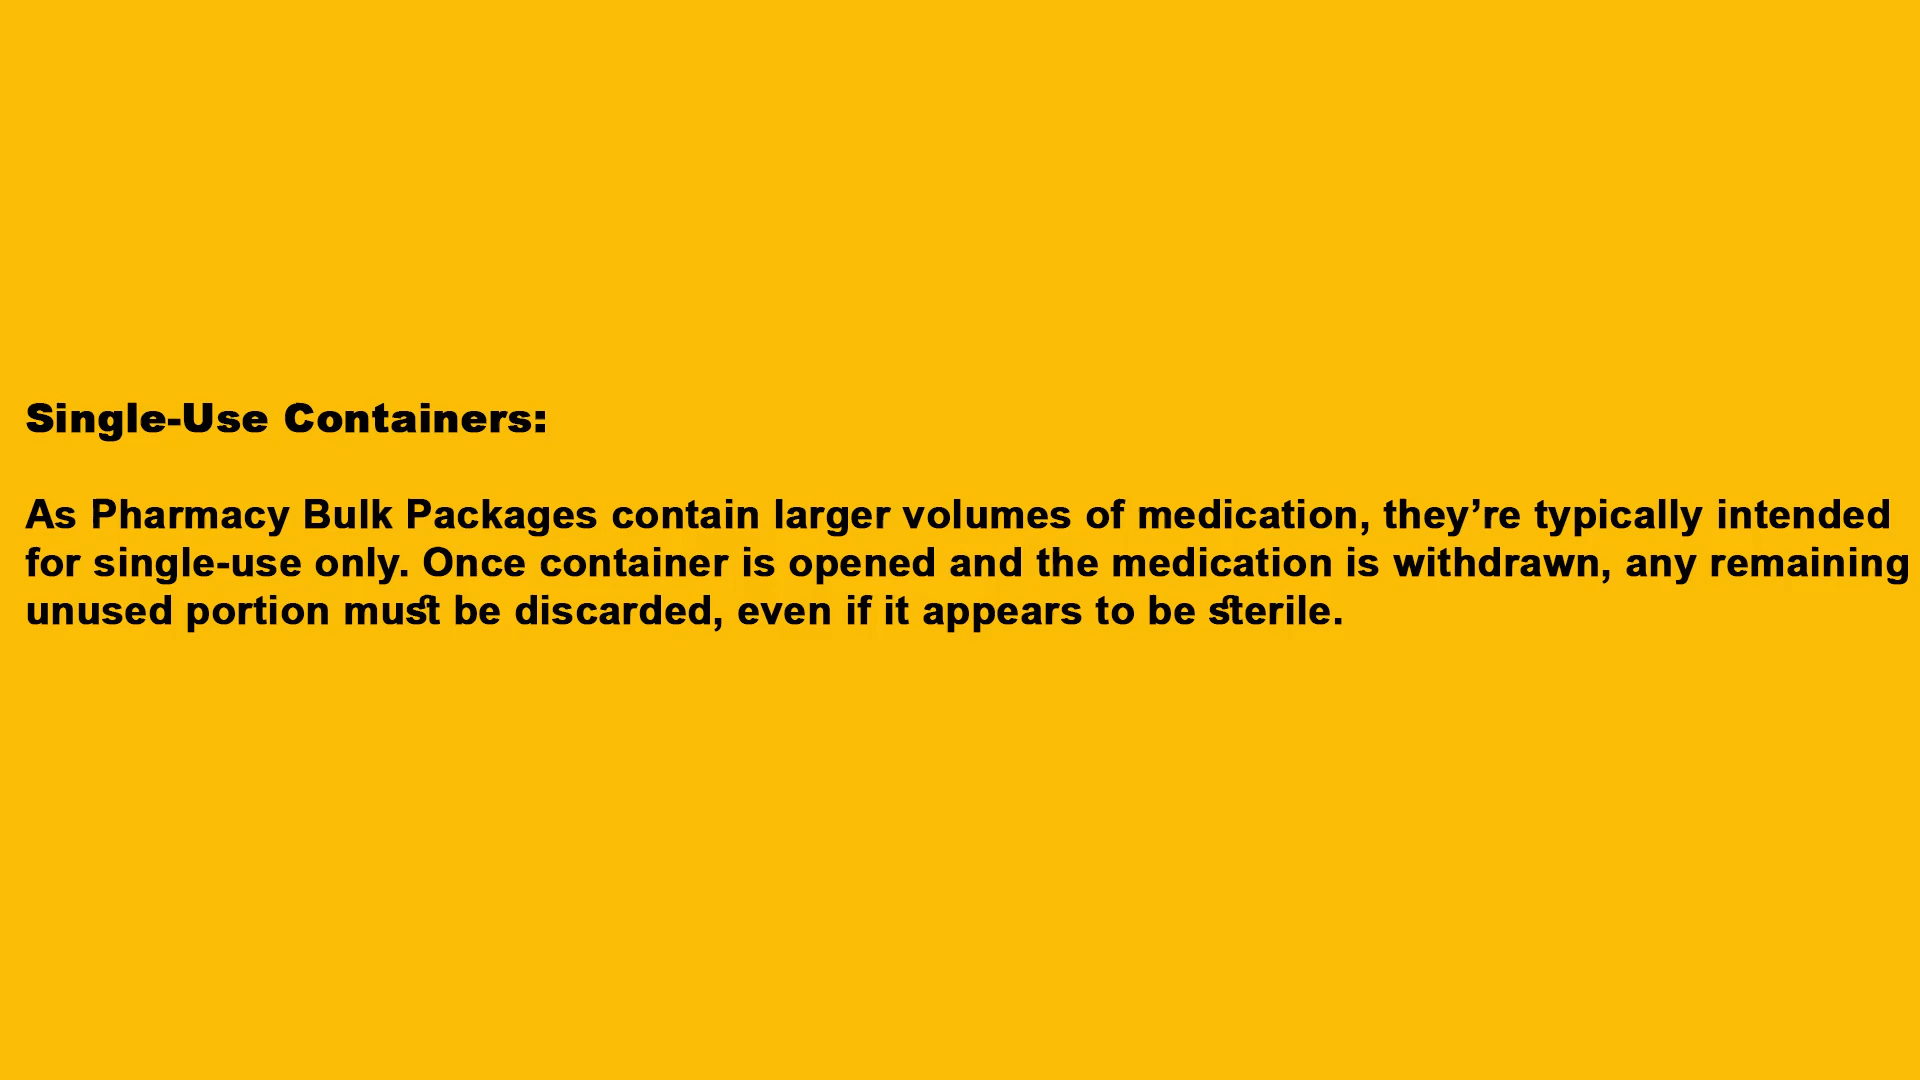 Single-Use Containers:
As Pharmacy Bulk Packages contain larger volumes of medication, they’re typically intended
for single-use only. Once container is opened and the medication is withdrawn, any remaining
unused portion must be discarded, even if it appears to be sterile.